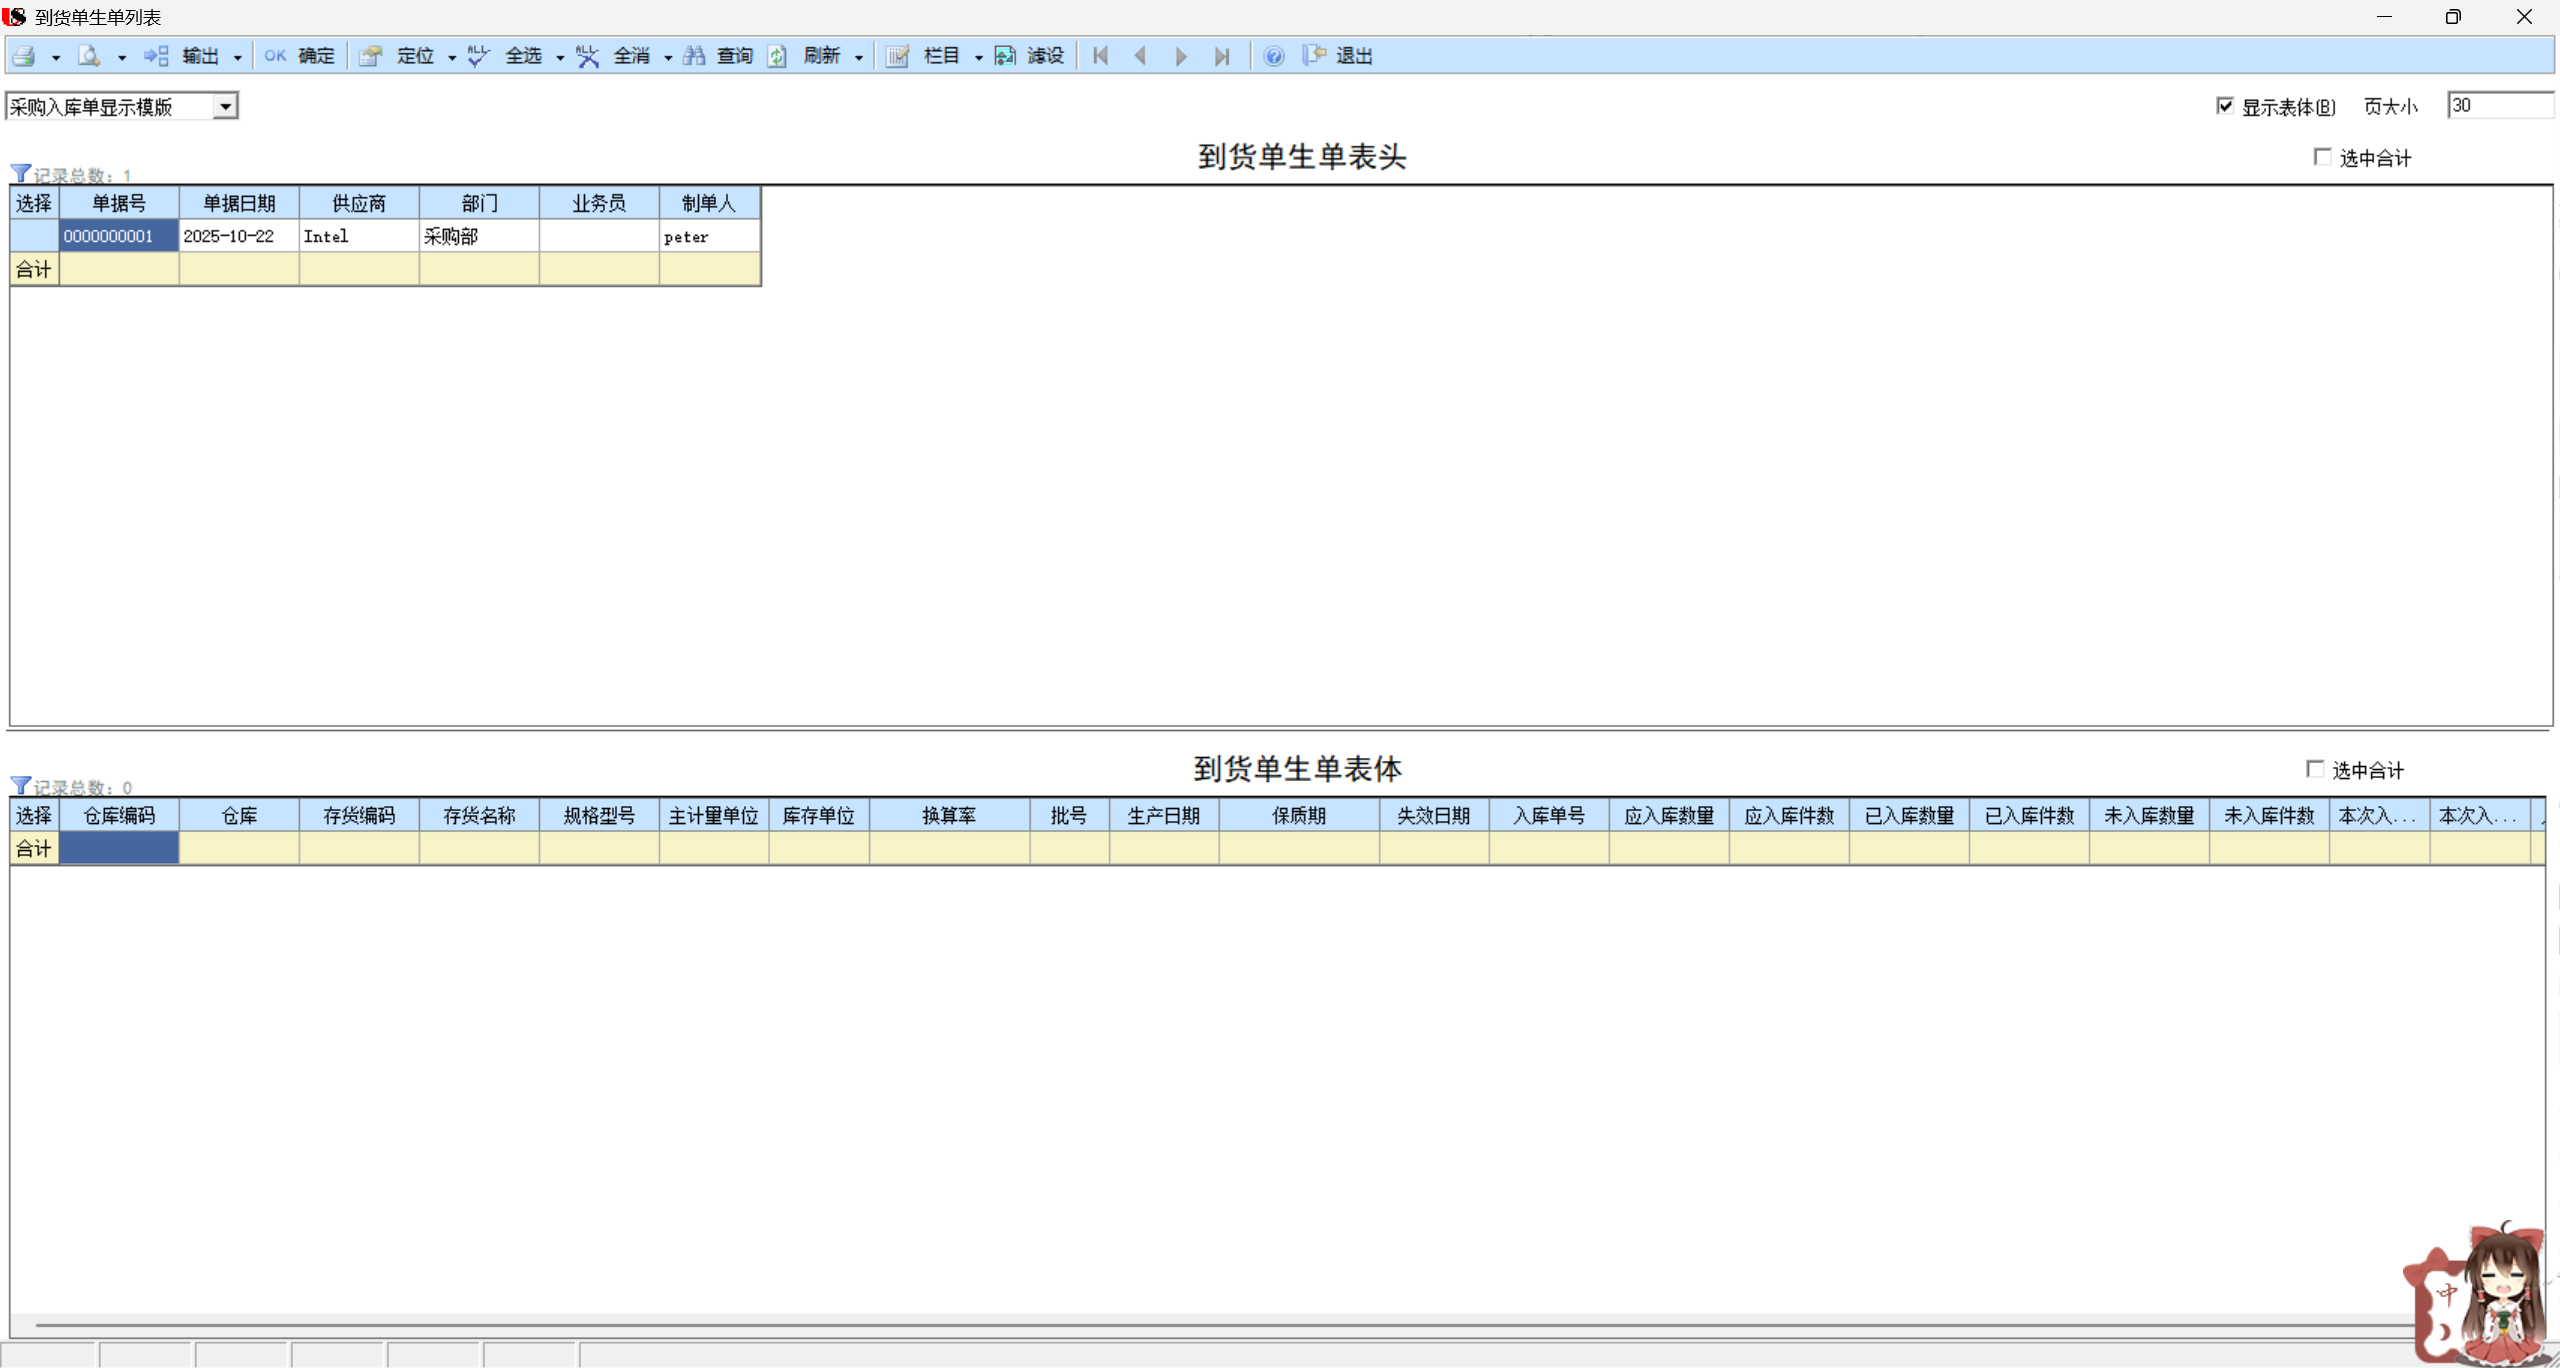 到货单生单列表
输出 OK 确定 定位 全选 全消 查询 刷新 栏目 滤设 退出
采购入库单显示模版 显示表体(B) 页大小 30
到货单生单表头
选中合计
记录总数: 1
选择 单据号 单据日期 供应商 部门 业务员 制单人
0000000001 2025-10-22 Intel 采购部 peter
合计
到货单生单表体
选中合计
记录总数: 0
选择 仓库编码 仓库 存货编码 存货名称 规格型号 主计量单位 库存单位 换算率 批号 生产日期 保质期 失效日期 入库单号 应入库数量 应入库件数 已入库数量 已入库件数 未入库数量 未入库件数 本次入... 本次入...
合计
中